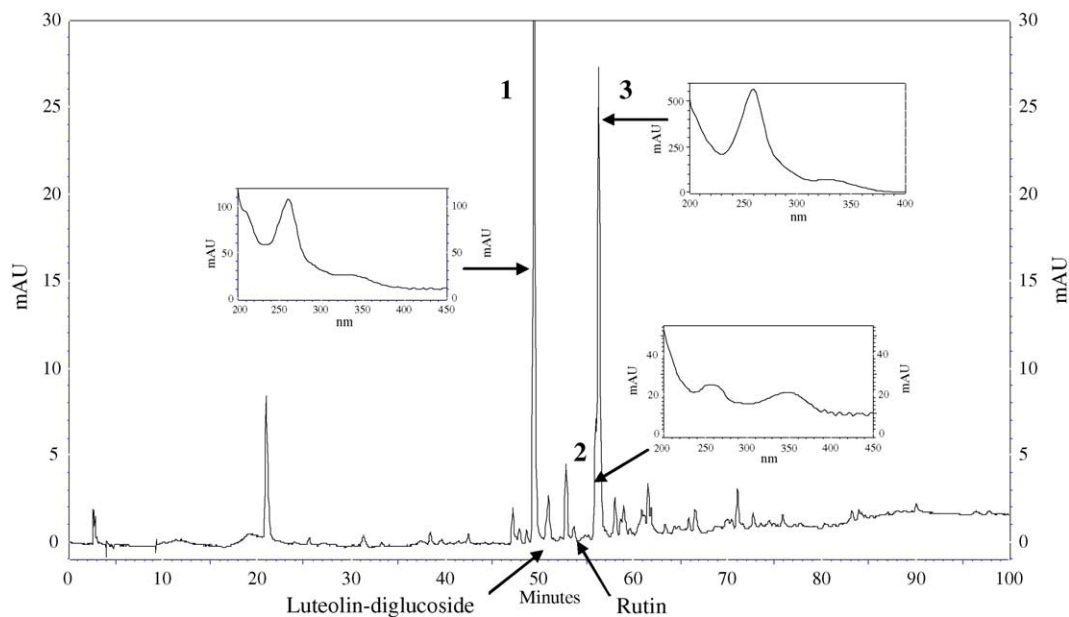 30 30
1 3
25 25
500
250
0
mAU
200 250 300 350 400
nm
20 20
100 100
50 50
0 0
mAU mAU
200 250 300 350 400 450
nm
15 15
mAU mAU
10 10
40 40
20 20
0 0
mAU mAU
200 250 300 350 400 450
nm
5 2 5
0 0
0 10 20 30 40 50 60 70 80 90 100
Minutes
Luteolin-diglucoside Rutin